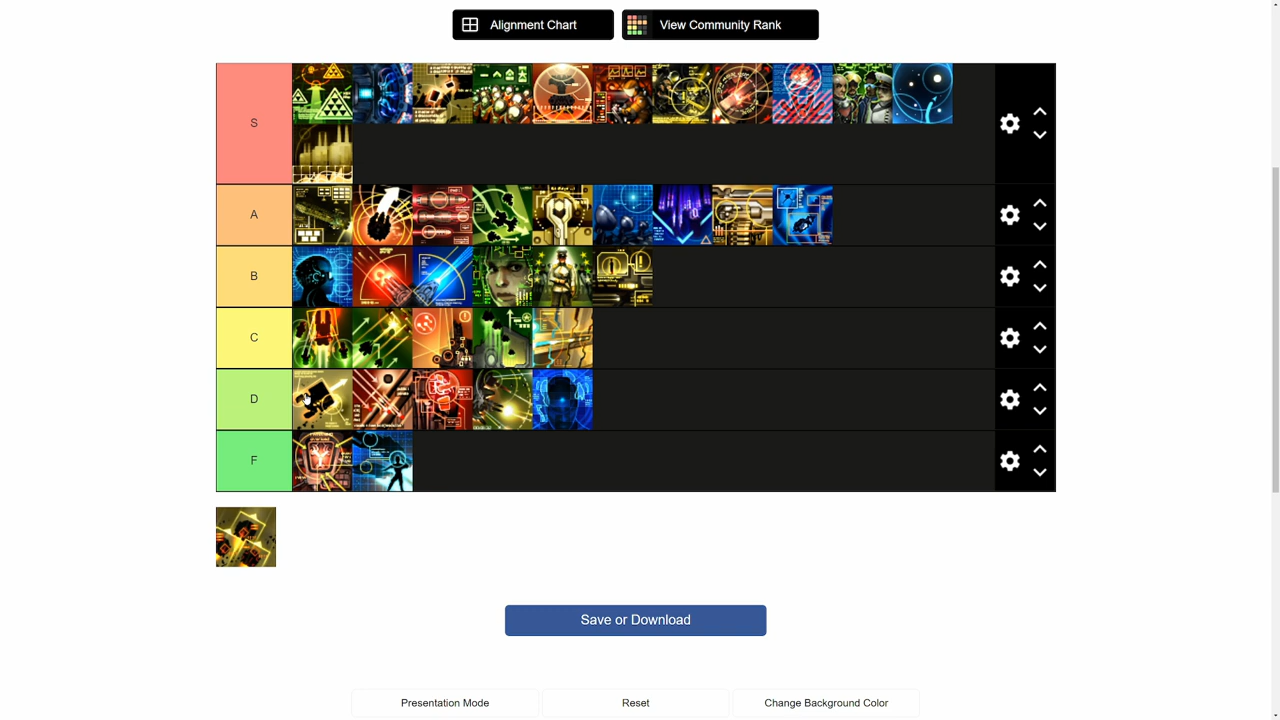 Alignment Chart
View Community Rank
S
A
B
C
D
F
Save or Download
Presentation Mode
Reset
Change Background Color